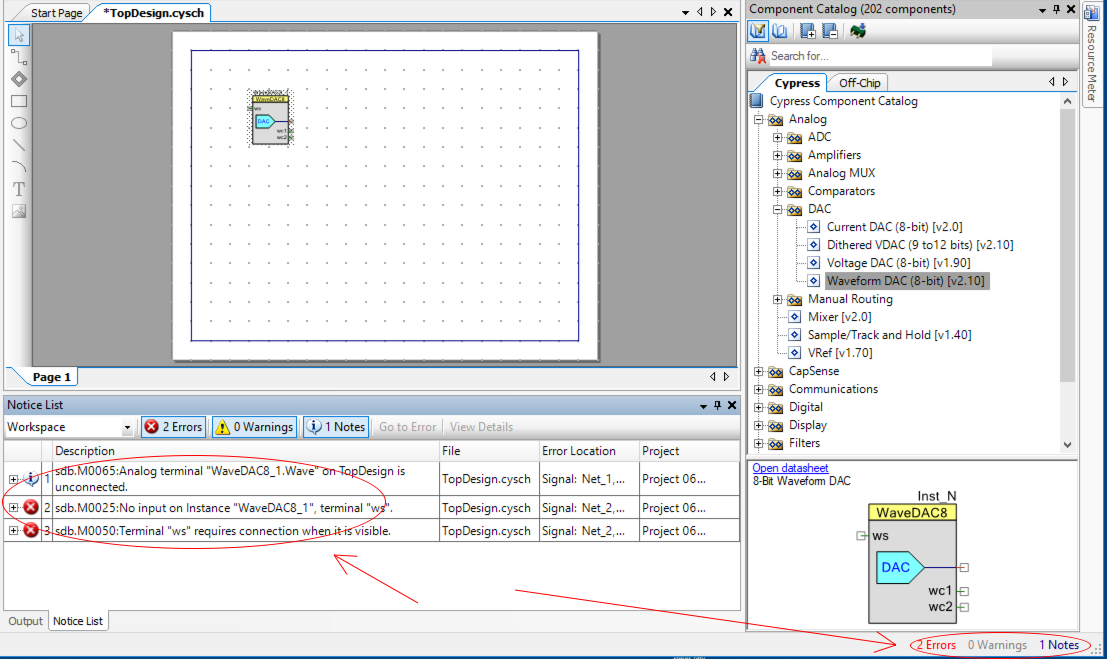 Start Page
*TopDesign.cysch
WaveDAC8
ws
DAC
wc1
wc2
Page 1
Notice List
Workspace
2 Errors
0 Warnings
1 Notes
Go to Error
View Details
Description
File
Error Location
Project
1
sdb.M0065:Analog terminal "WaveDAC8_1.Wave" on TopDesign is
unconnected.
TopDesign.cysch
Signal: Net_1,...
Project 06...
2
sdb.M0025:No input on Instance "WaveDAC8_1", terminal "ws".
TopDesign.cysch
Signal: Net_2,...
Project 06...
3
sdb.M0050:Terminal "ws" requires connection when it is visible.
TopDesign.cysch
Signal: Net_2,...
Project 06...
Output
Notice List
Component Catalog (202 components)
Search for...
Cypress
Off-Chip
Cypress Component Catalog
Analog
ADC
Amplifiers
Analog MUX
Comparators
DAC
Current DAC (8-bit) [v2.0]
Dithered VDAC (9 to12 bits) [v2.10]
Voltage DAC (8-bit) [v1.90]
Waveform DAC (8-bit) [v2.10]
Manual Routing
Mixer [v2.0]
Sample/Track and Hold [v1.40]
VRef [v1.70]
CapSense
Communications
Digital
Display
Filters
Open datasheet
8-Bit Waveform DAC
Inst_N
WaveDAC8
ws
DAC
wc1
wc2
Resource Meter
2 Errors
0 Warnings
1 Notes